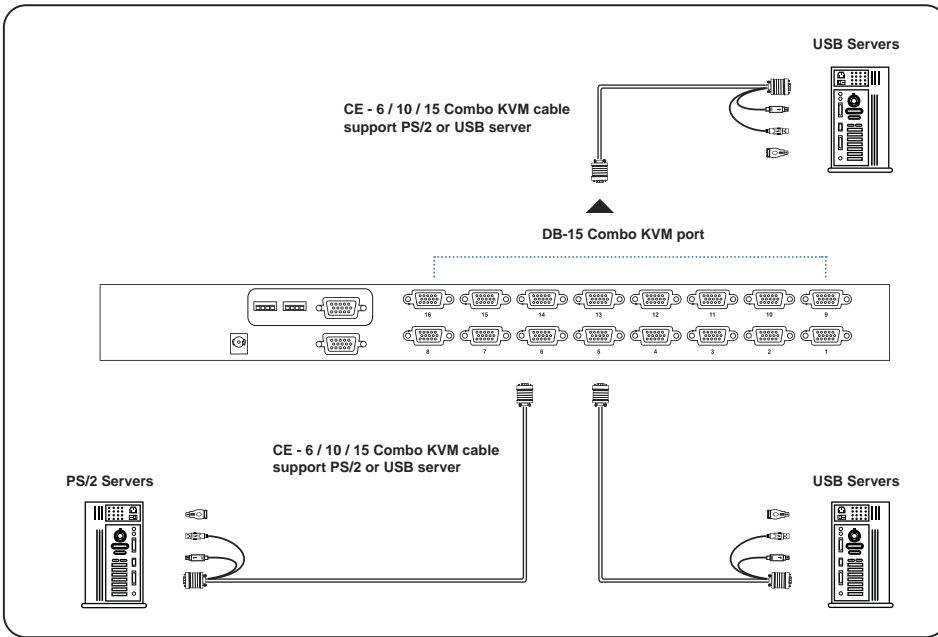 USB Servers
CE - 6 / 10 / 15 Combo KVM cable
support PS/2 or USB server
DB-15 Combo KVM port
16 15 14 13 12 11 10 9
8 7 6 5 4 3 2 1
CE - 6 / 10 / 15 Combo KVM cable
support PS/2 or USB server
PS/2 Servers
USB Servers